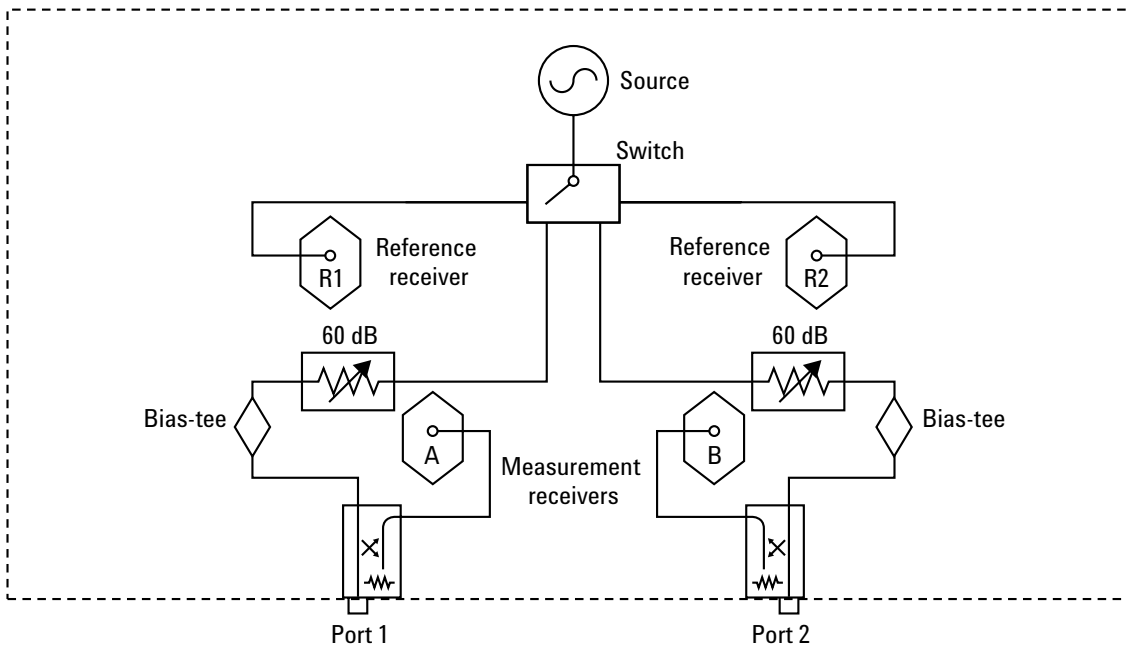 Source
Switch
Reference
receiver
R1
Reference
receiver
R2
60 dB
60 dB
Bias-tee
A
Measurement
receivers
B
Bias-tee
Port 1
Port 2